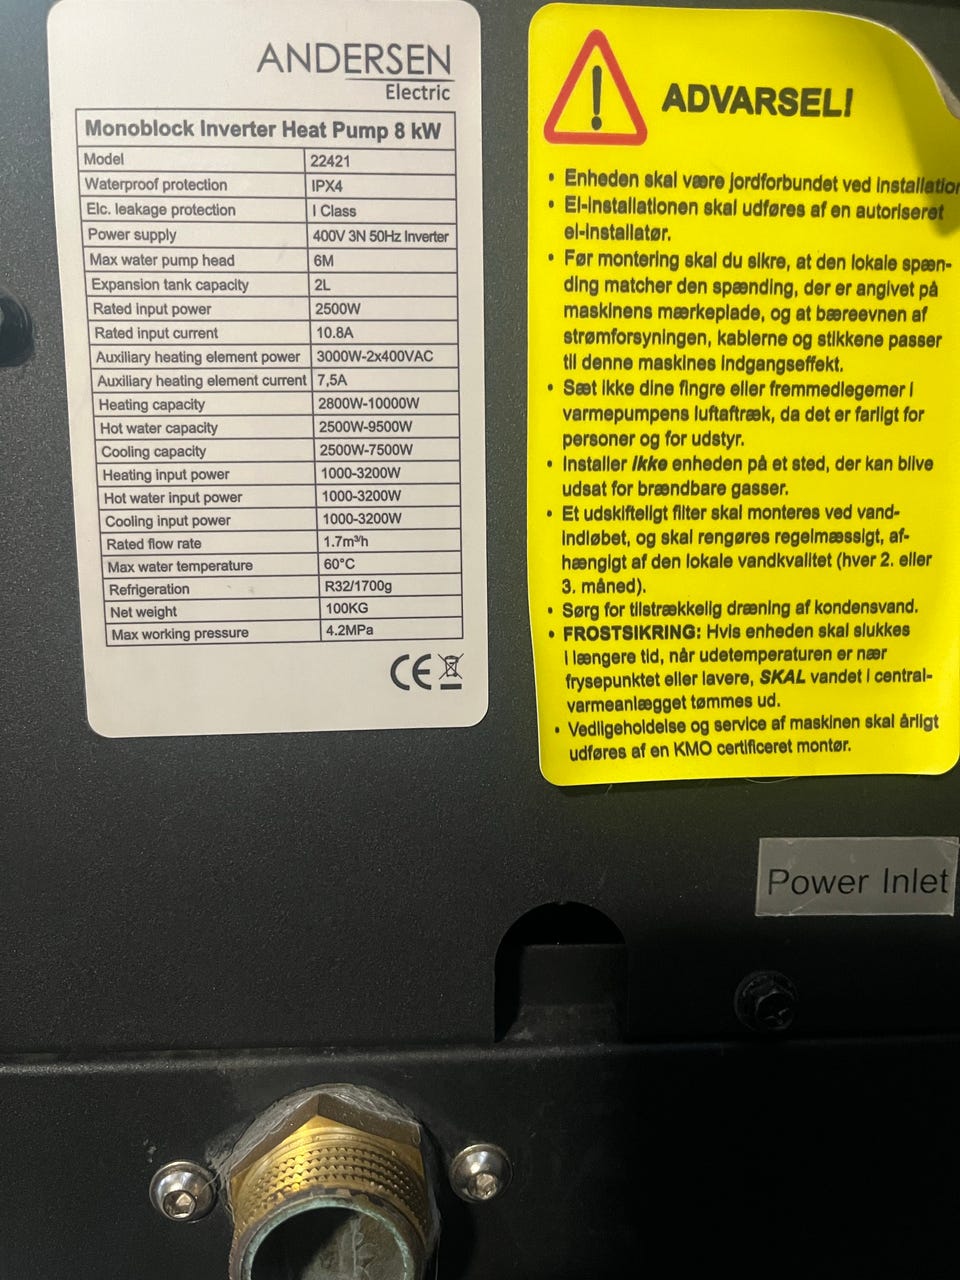 ANDERSEN
Electric
Monoblock Inverter Heat Pump 8 kW
Model 22421
Waterproof protection IPX4
Elc. leakage protection I Class
Power supply 400V 3N 50Hz Inverter
Max water pump head 6M
Expansion tank capacity 2L
Rated input power 2500W
Rated input current 10.8A
Auxiliary heating element power 3000W-2x400VAC
Auxiliary heating element current 7,5A
Heating capacity 2800W-10000W
Hot water capacity 2500W-9500W
Cooling capacity 2500W-7500W
Heating input power 1000-3200W
Hot water input power 1000-3200W
Cooling input power 1000-3200W
Rated flow rate 1.7m³/h
Max water temperature 60°C
Refrigeration R32/1700g
Net weight 100KG
Max working pressure 4.2MPa
CE
ADVARSEL!
• Enheden skal være jordforbundet ved installation
• El-installationen skal udføres af en autoriseret
el-installatør.
• Før montering skal du sikre, at den lokale spæn-
ding matcher den spænding, der er angivet på
maskinens mærkeplade, og at bæreevnen af
strømforsyningen, kablerne og stikkene passer
til denne maskines indgangseffekt.
• Sæt ikke dine fingre eller fremmedlegemer i
varmepumpens luftaftræk, da det er farligt for
personer og for udstyr.
• Installer ikke enheden på et sted, der kan blive
udsat for brændbare gasser.
• Et udskifteligt filter skal monteres ved vand-
indløbet, og skal rengøres regelmæssigt, af-
hængigt af den lokale vandkvalitet (hver 2. eller
3. måned).
• Sørg for tilstrækkelig dræning af kondensvand.
• FROSTSIKRING: Hvis enheden skal slukkes
i længere tid, når udetemperaturen er nær
frysepunktet eller lavere, SKAL vandet i central-
varmeanlægget tømmes ud.
• Vedligeholdelse og service af maskinen skal årligt
udføres af en KMO certificeret montør.
Power Inlet